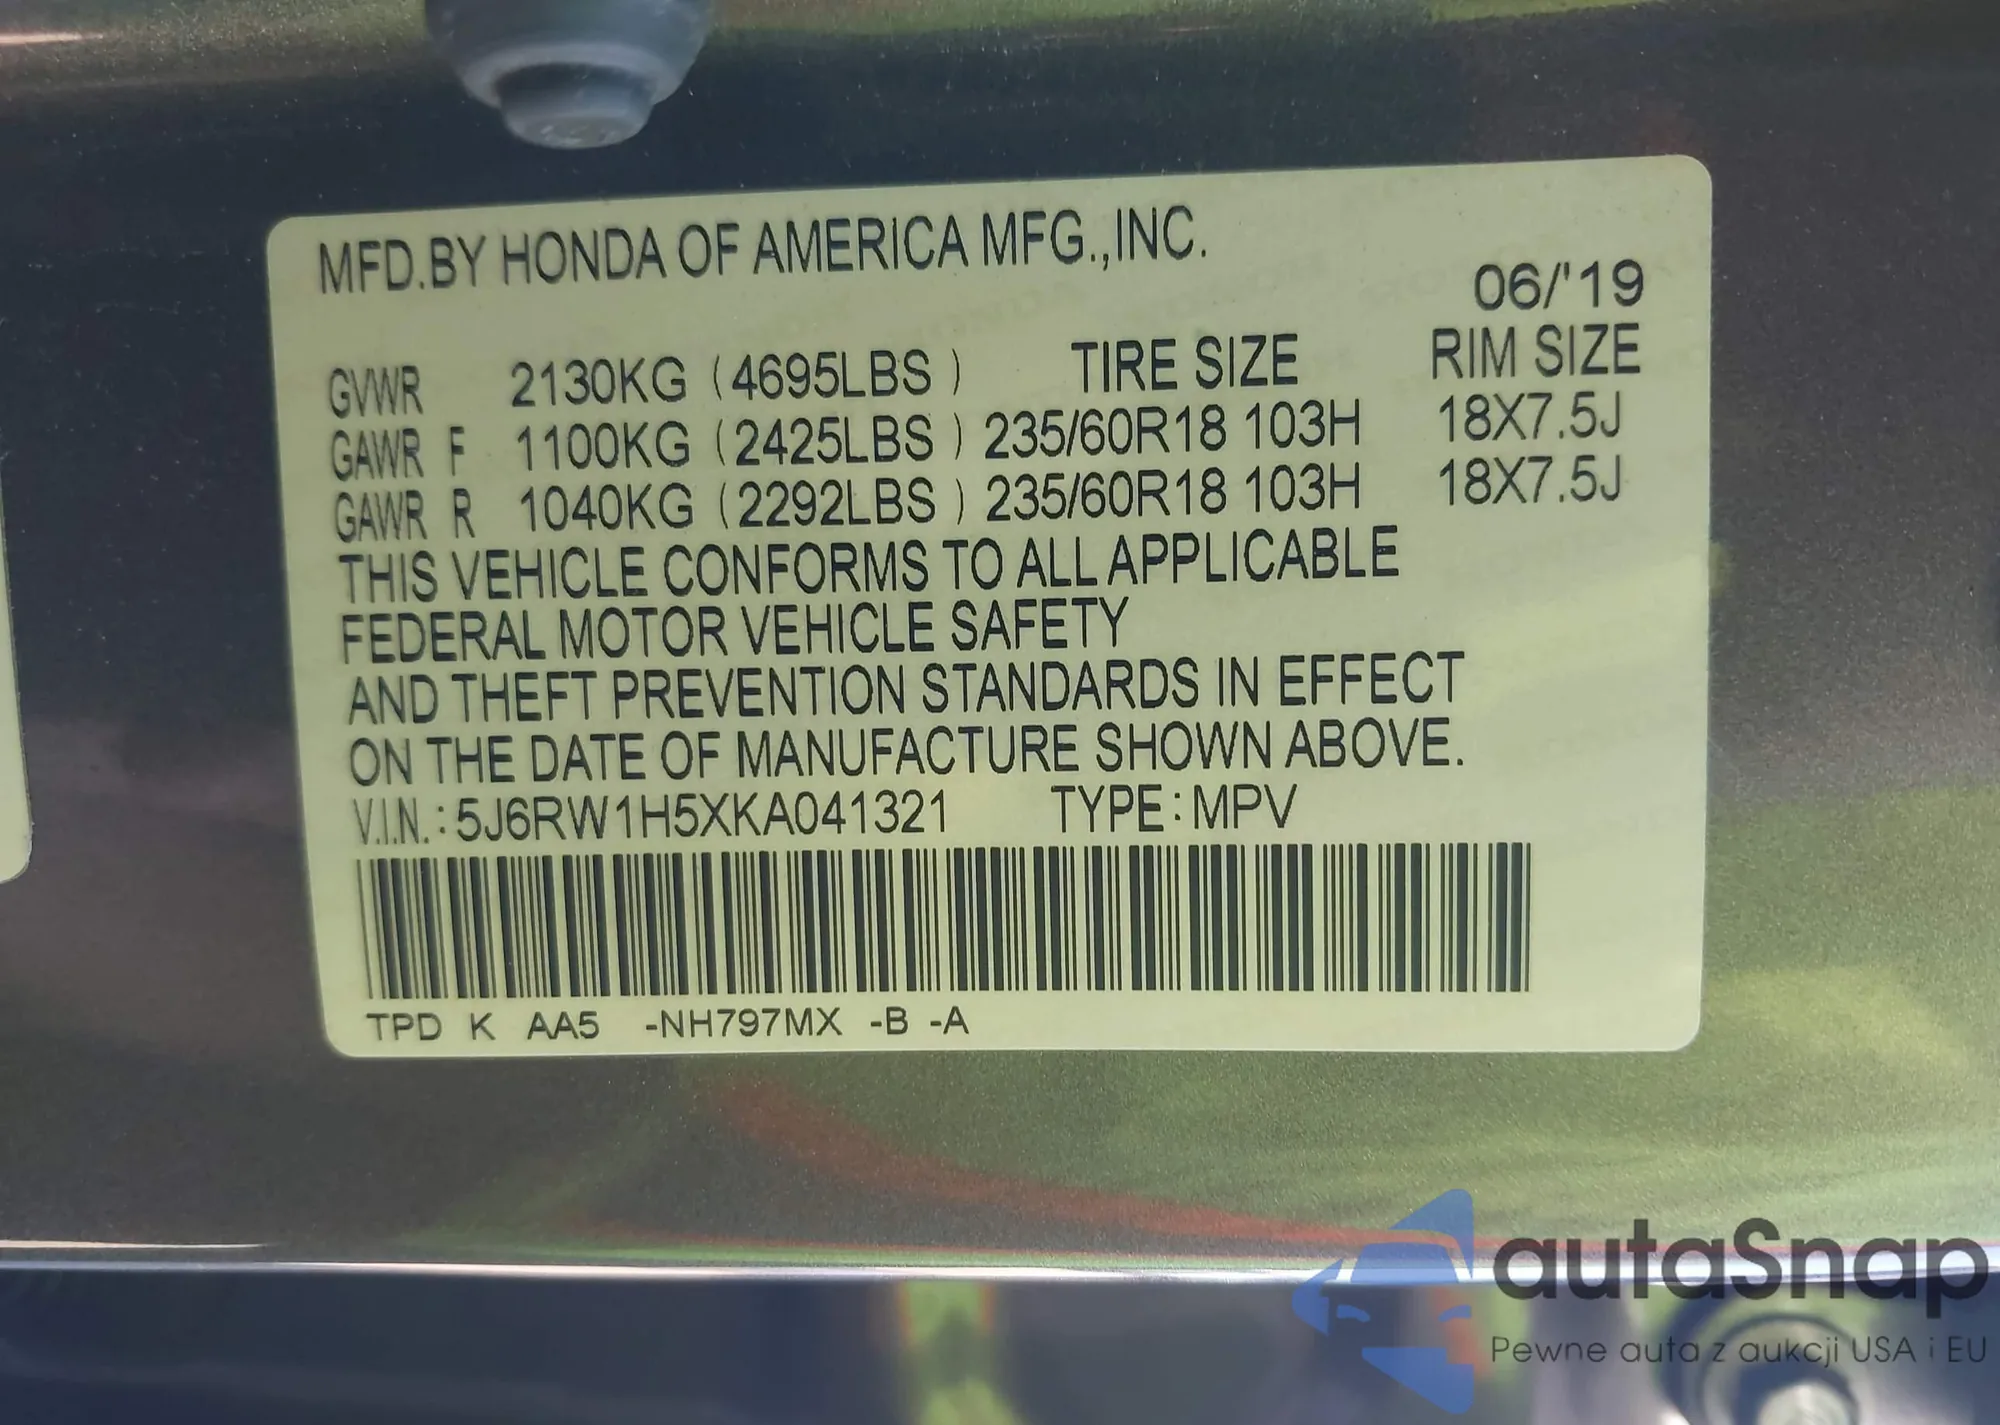 MFD.BY HONDA OF AMERICA MFG.,INC.
06/'19
GVWR 2130KG (4695LBS ) TIRE SIZE RIM SIZE
GAWR F 1100KG (2425LBS ) 235/60R18 103H 18X7.5J
GAWR R 1040KG (2292LBS ) 235/60R18 103H 18X7.5J
THIS VEHICLE CONFORMS TO ALL APPLICABLE
FEDERAL MOTOR VEHICLE SAFETY
AND THEFT PREVENTION STANDARDS IN EFFECT
ON THE DATE OF MANUFACTURE SHOWN ABOVE.
V.I.N.:5J6RW1H5XKA041321 TYPE:MPV
TPD K AA5 -NH797MX -B -A
autaSnap
Pewne auta z aukcji USA i EU